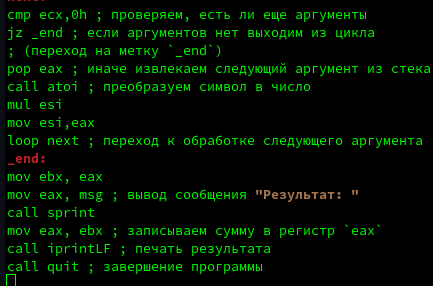 cmp ecx,0h ; проверяем, есть ли еще аргументы
jz _end ; если аргументов нет выходим из цикла
; (переход на метку `_end`)
pop eax ; иначе извлекаем следующий аргумент из стека
call atoi ; преобразуем символ в число
mul esi
mov esi,eax
loop next ; переход к обработке следующего аргумента
_end:
mov ebx, eax
mov eax, msg ; вывод сообщения "Результат: "
call sprint
mov eax, ebx ; записываем сумму в регистр `eax`
call iprintLF ; печать результата
call quit ; завершение программы